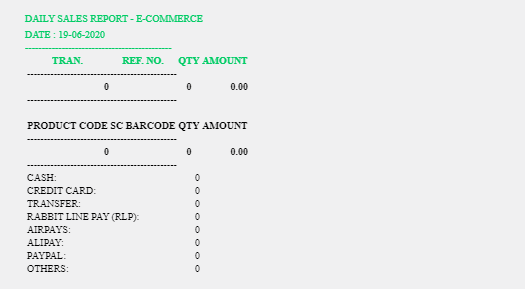 DAILY SALES REPORT - E-COMMERCE
DATE : 19-06-2020
---------------------------------------------
TRAN. REF. NO. QTY AMOUNT
---------------------------------------------
0 0 0.00
---------------------------------------------
PRODUCT CODE SC BARCODE QTY AMOUNT
---------------------------------------------
0 0 0.00
---------------------------------------------
CASH: 0
CREDIT CARD: 0
TRANSFER: 0
RABBIT LINE PAY (RLP): 0
AIRPAYS: 0
ALIPAY: 0
PAYPAL: 0
OTHERS: 0